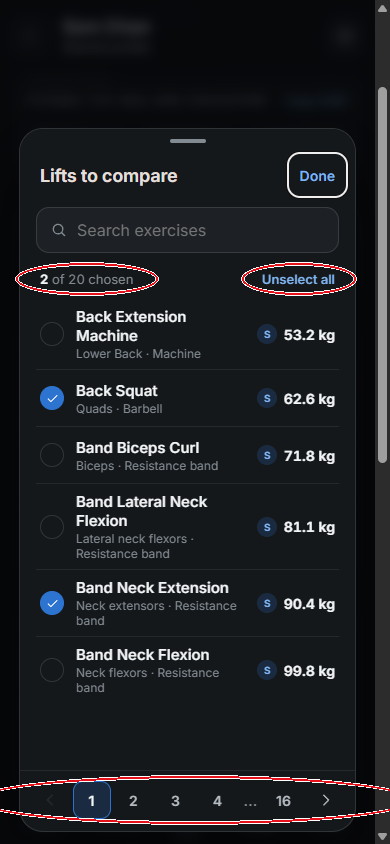 Lifts to compare
Done
Search exercises
2 of 20 chosen
Unselect all
Back Extension
Machine
Lower Back · Machine
S 53.2 kg
Back Squat
Quads · Barbell
S 62.6 kg
Band Biceps Curl
Biceps · Resistance band
S 71.8 kg
Band Lateral Neck
Flexion
Lateral neck flexors ·
Resistance band
S 81.1 kg
Band Neck Extension
Neck extensors · Resistance
band
S 90.4 kg
Band Neck Flexion
Neck flexors · Resistance
band
S 99.8 kg
1 2 3 4 ... 16